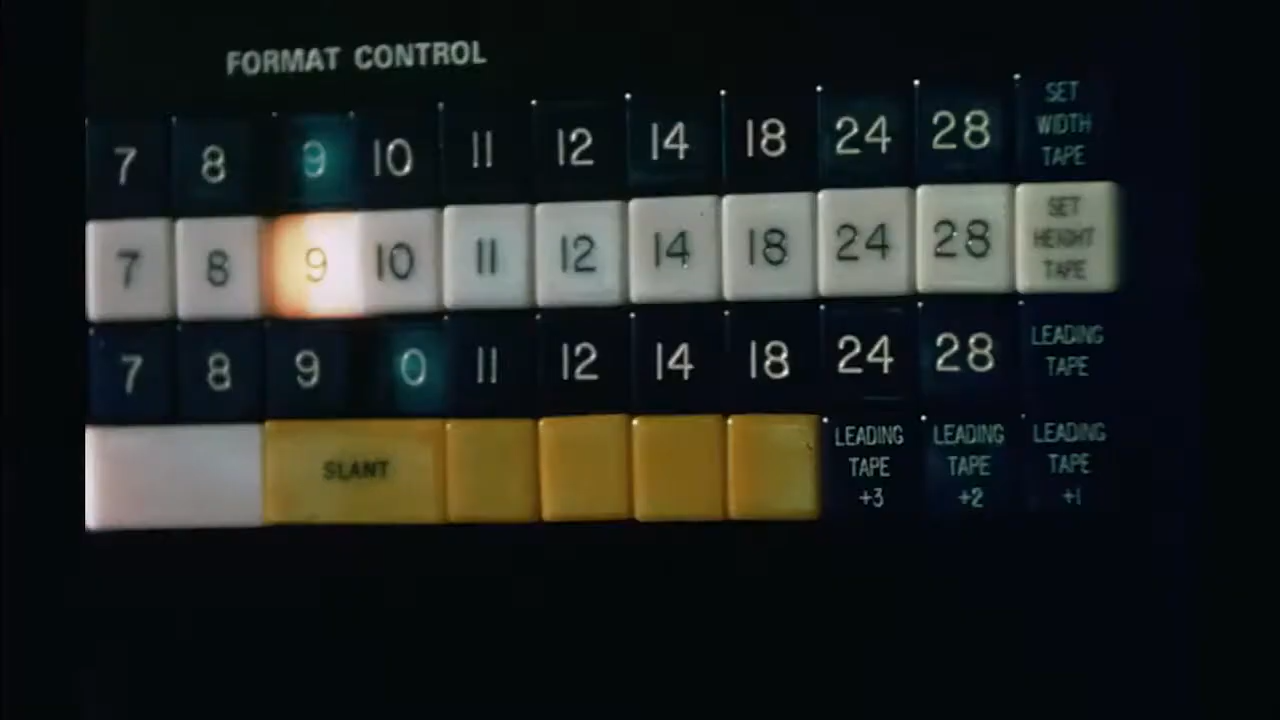 FORMAT CONTROL
7 8 9 10 11 12 14 18 24 28 SET WIDTH TAPE
7 8 9 10 11 12 14 18 24 28 SET HEIGHT TAPE
7 8 9 0 11 12 14 18 24 28 LEADING TAPE
SLANT LEADING TAPE +3 LEADING TAPE +2 LEADING TAPE +1